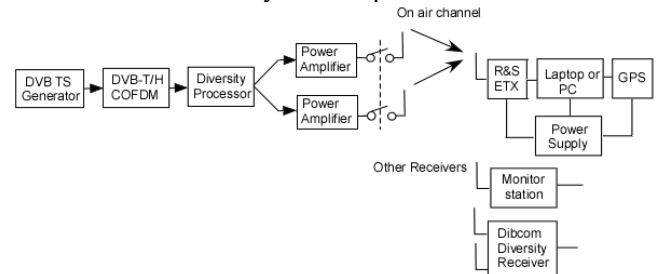 On air channel
Power
Amplifier
DVB TS
Generator
DVB-T/H
COFDM
Diversity
Processor
Power
Amplifier
R&S
ETX
Laptop or
PC
GPS
Power
Supply
Other Receivers
Monitor
station
Dibcom
Diversity
Receiver